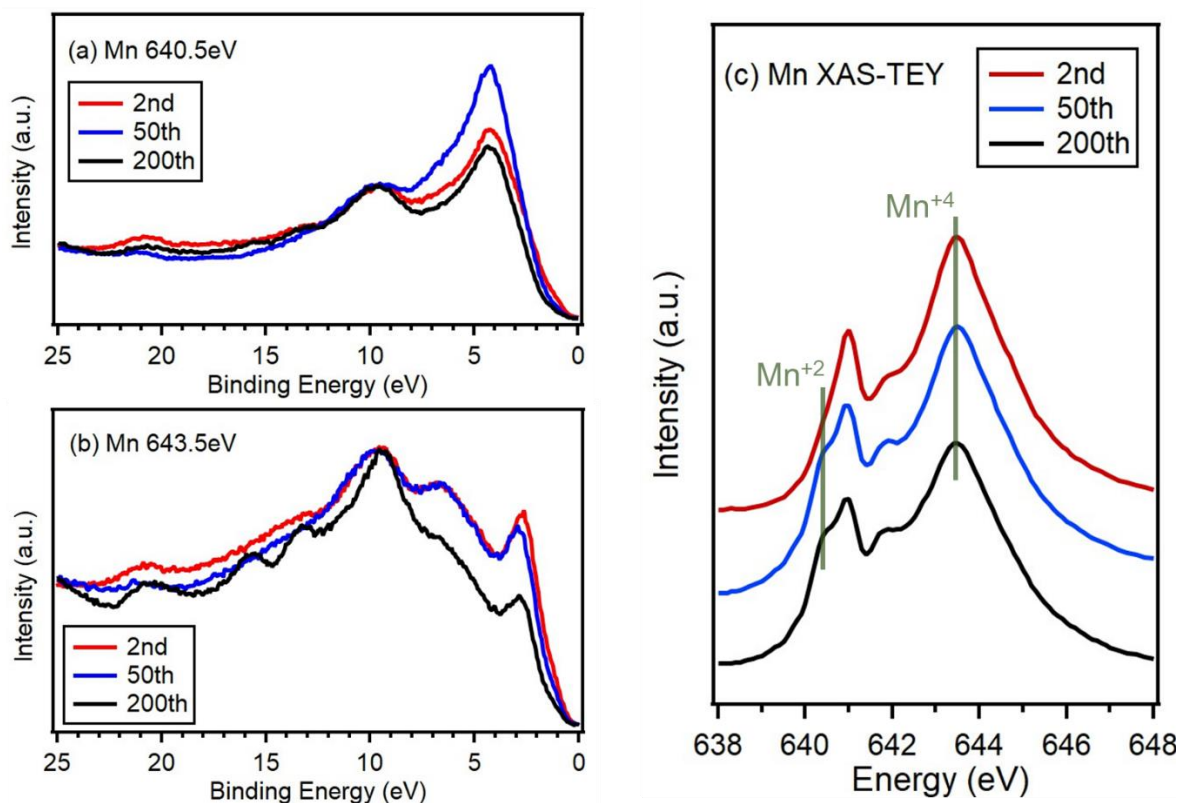 (a) Mn 640.5eV
2nd
50th
200th
Intensity (a.u.)
25 20 15 10 5 0
Binding Energy (eV)
(b) Mn 643.5eV
2nd
50th
200th
Intensity (a.u.)
25 20 15 10 5 0
Binding Energy (eV)
(c) Mn XAS-TEY
2nd
50th
200th
Mn+4
Mn+2
Intensity (a.u.)
638 640 642 644 646 648
Energy (eV)